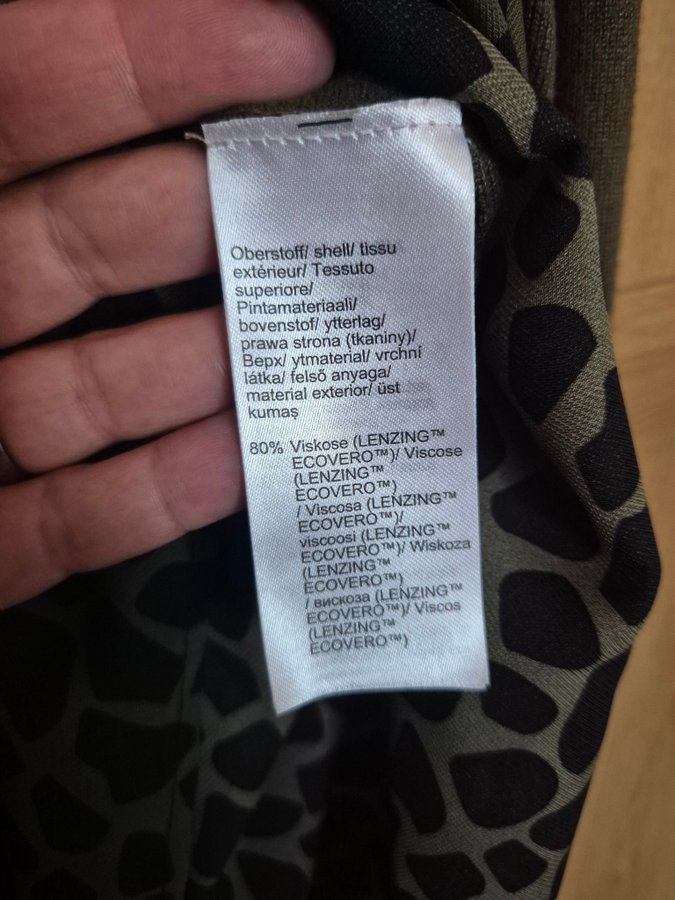 Oberstoff/ shell/ tissu
extérieur/ Tessuto
superiore/
Pintamateriaali/
bovenstof/ ytterlag/
prawa strona (tkaniny)/
Верх/ ytmaterial/ vrchní
látka/ felső anyaga/
material exterior/ üst
kumaş
80% Viskose (LENZING™
ECOVERO™)/ Viscose
(LENZING™
ECOVERO™)
/ Viscosa (LENZING™
ECOVERO™)/
viscoosi (LENZING™
ECOVERO™)/ Wiskoza
(LENZING™
ECOVERO™)
/ вискоза (LENZING™
ECOVERO™)/ Viscos
(LENZING™
ECOVERO™)